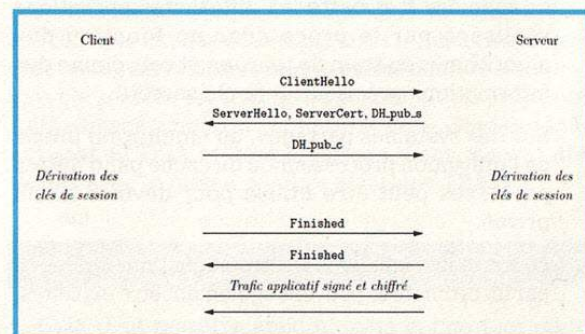 Client
Serveur
ClientHello
ServerHello, ServerCert, DH_pub_s
DH_pub_c
Dérivation des
clés de session
Dérivation des
clés de session
Finished
Finished
Trafic applicatif signé et chiffré